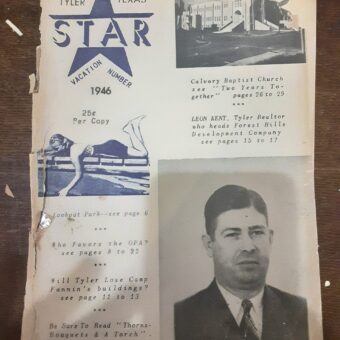 TYLER TEXAS
STAR
VACATION NUMBER
1946
25¢
Per Copy
Lookout Park--see page 6
***
Who Favors the OPA?
see pages 8 to
***
Will Tyler Lose Camp
Fannin's buildings?
see page 11 to 13
***
Be Sure To Read "Thorns-
Bouquets & A Torch"
Calvary Baptist Church
see "Two Years To-
gether" pages 26 to 29
***
LEON KENT, Tyler Realtor
who heads Forest Hills
Development Company
see pages 15 to 17